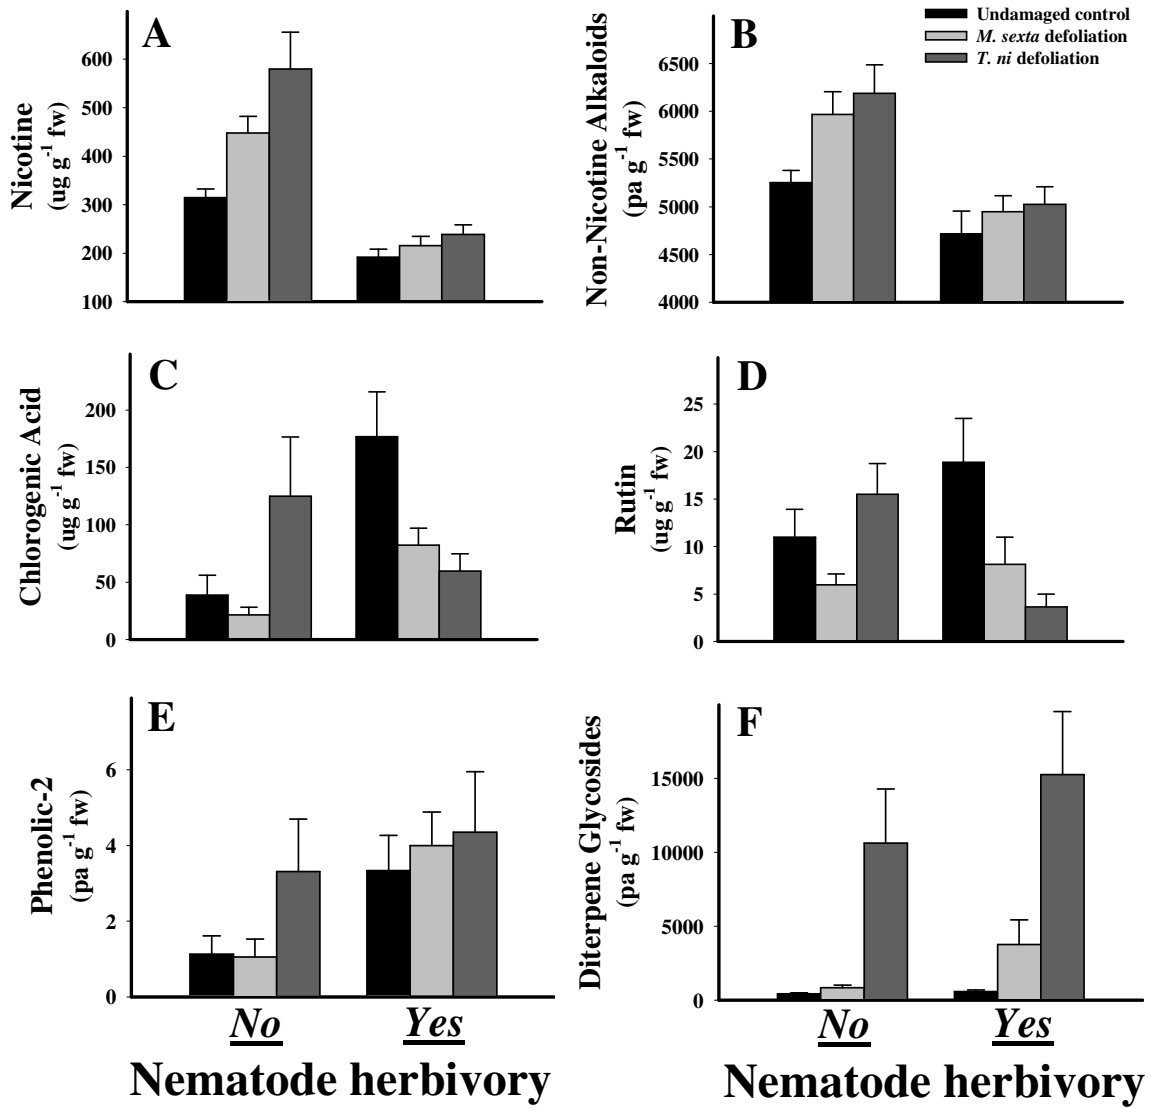 A
Nicotine
(ug g-1 fw)
600
500
400
300
200
100
B
Undamaged control
M. sexta defoliation
T. ni defoliation
Non-Nicotine Alkaloids
(pa g-1 fw)
6500
6000
5500
5000
4500
4000
C
Chlorogenic Acid
(ug g-1 fw)
200
150
100
50
0
D
Rutin
(ug g-1 fw)
25
20
15
10
5
0
E
Phenolic-2
(pa g-1 fw)
6
4
2
0
No Yes
Nematode herbivory
F
Diterpene Glycosides
(pa g-1 fw)
15000
10000
5000
0
No Yes
Nematode herbivory